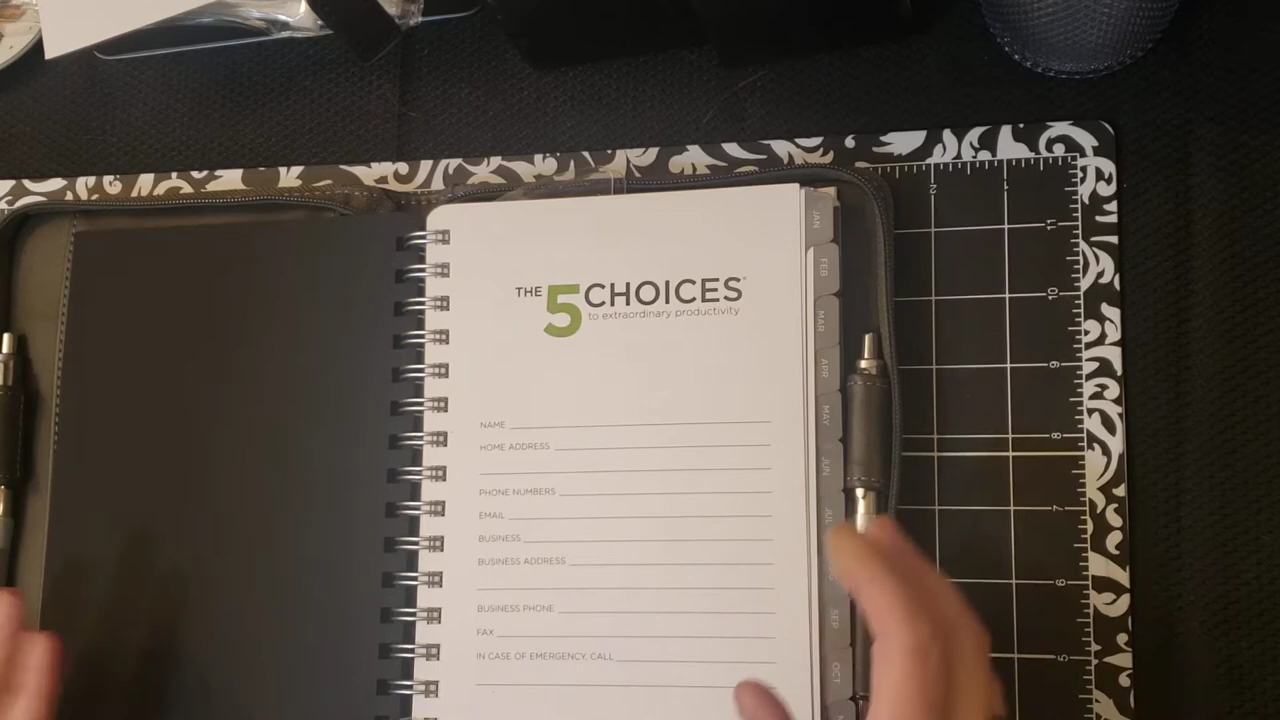 THE 5 CHOICES®
to extraordinary productivity
NAME
HOME ADDRESS
PHONE NUMBERS
EMAIL
BUSINESS
BUSINESS ADDRESS
BUSINESS PHONE
FAX
IN CASE OF EMERGENCY, CALL
JAN
FEB
MAR
APR
MAY
JUN
JUL
SEP
OCT
2
1
11
10
9
8
7
6
5